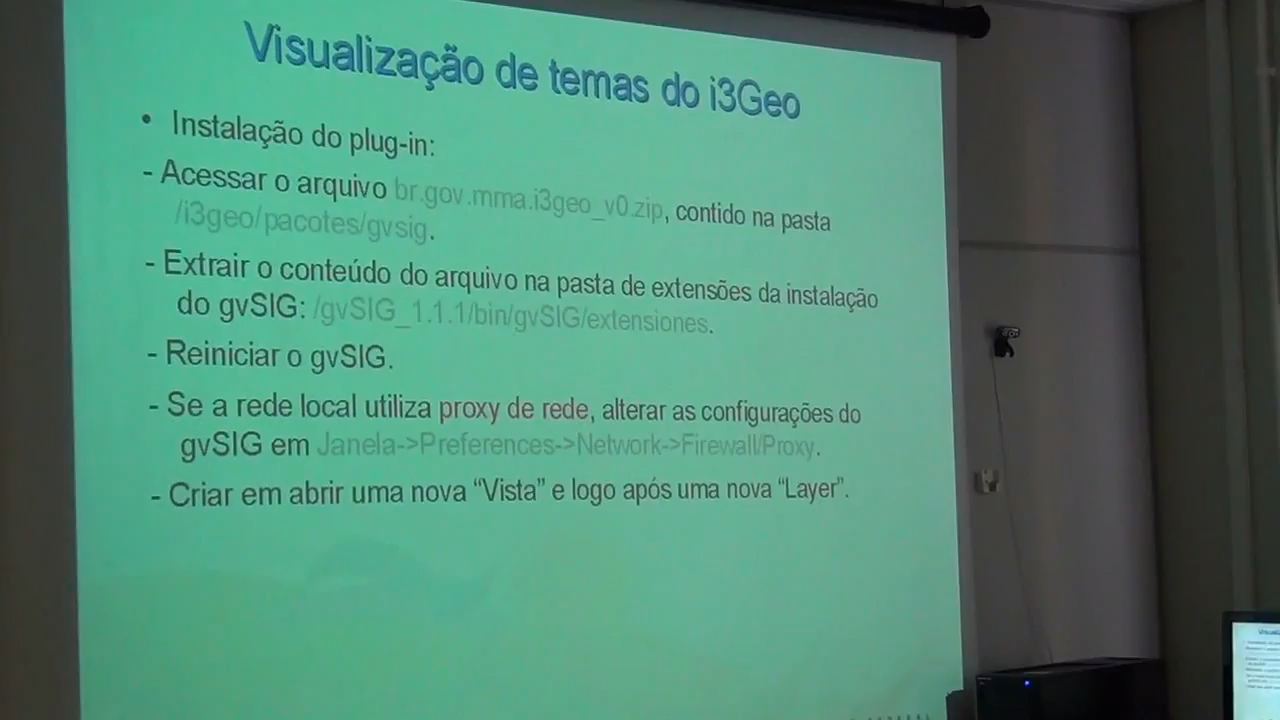 Visualização de temas do i3Geo
• Instalação do plug-in:
- Acessar o arquivo br.gov.mma.i3geo_v0.zip, contido na pasta
/i3geo/pacotes/gvsig.
- Extrair o conteúdo do arquivo na pasta de extensões da instalação
do gvSIG: /gvSIG_1.1.1/bin/gvSIG/extensiones.
- Reiniciar o gvSIG.
- Se a rede local utiliza proxy de rede, alterar as configurações do
gvSIG em Janela->Preferences->Network->Firewall/Proxy.
- Criar em abrir uma nova “Vista” e logo após uma nova “Layer”.